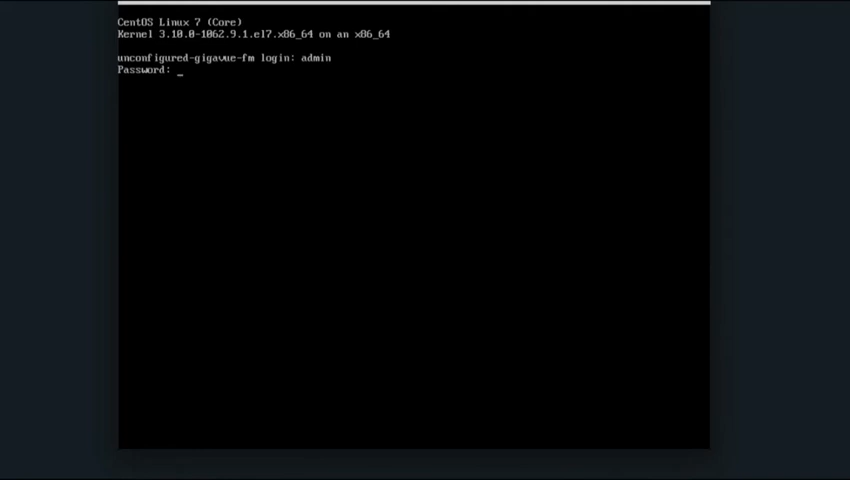 CentOS Linux 7 (Core)
Kernel 3.10.0-1062.9.1.el7.x86_64 on an x86_64
unconfigured-gigavue-fm login: admin
Password: _